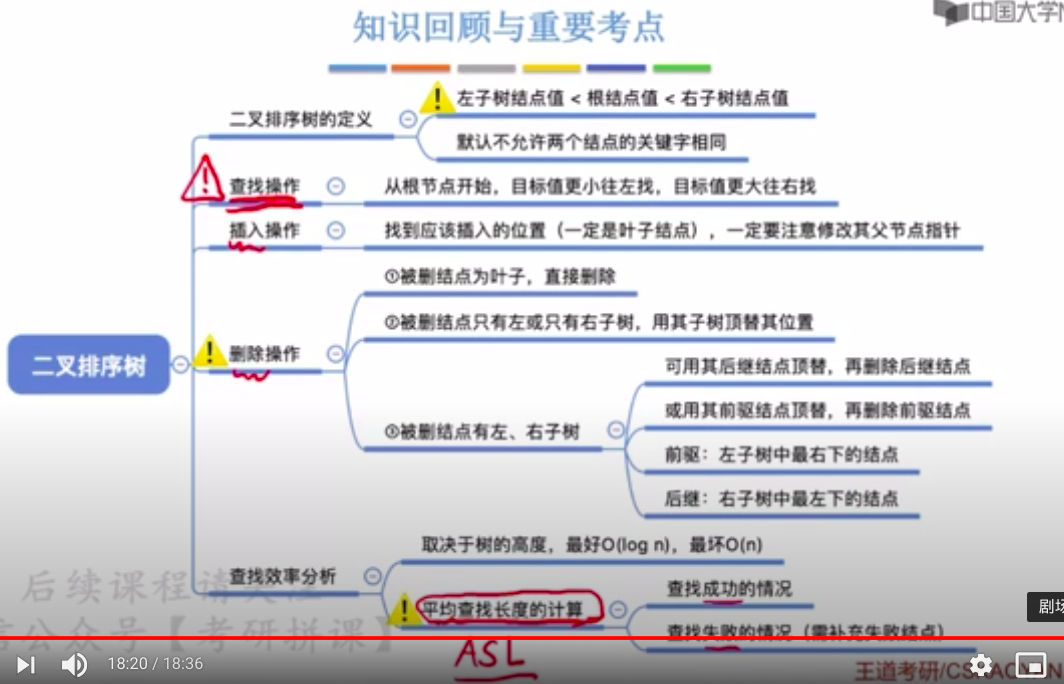 知识回顾与重要考点
中国大学
二叉排序树
二叉排序树的定义
左子树结点值 < 根结点值 < 右子树结点值
默认不允许两个结点的关键字相同
查找操作
从根节点开始，目标值更小往左找，目标值更大往右找
插入操作
找到应该插入的位置（一定是叶子结点），一定要注意修改其父节点指针
删除操作
①被删结点为叶子，直接删除
②被删结点只有左或只有右子树，用其子树顶替其位置
③被删结点有左、右子树
可用其后继结点顶替，再删除后继结点
或用其前驱结点顶替，再删除前驱结点
前驱：左子树中最右下的结点
后继：右子树中最左下的结点
查找效率分析
取决于树的高度，最好O(log n)，最坏O(n)
平均查找长度的计算
查找成功的情况
查找失败的情况（需补充失败结点）
ASL
后续课程请关注
公众号【考研拼课】
剧场
18:20 / 18:36
王道考研/CSKAOYAN